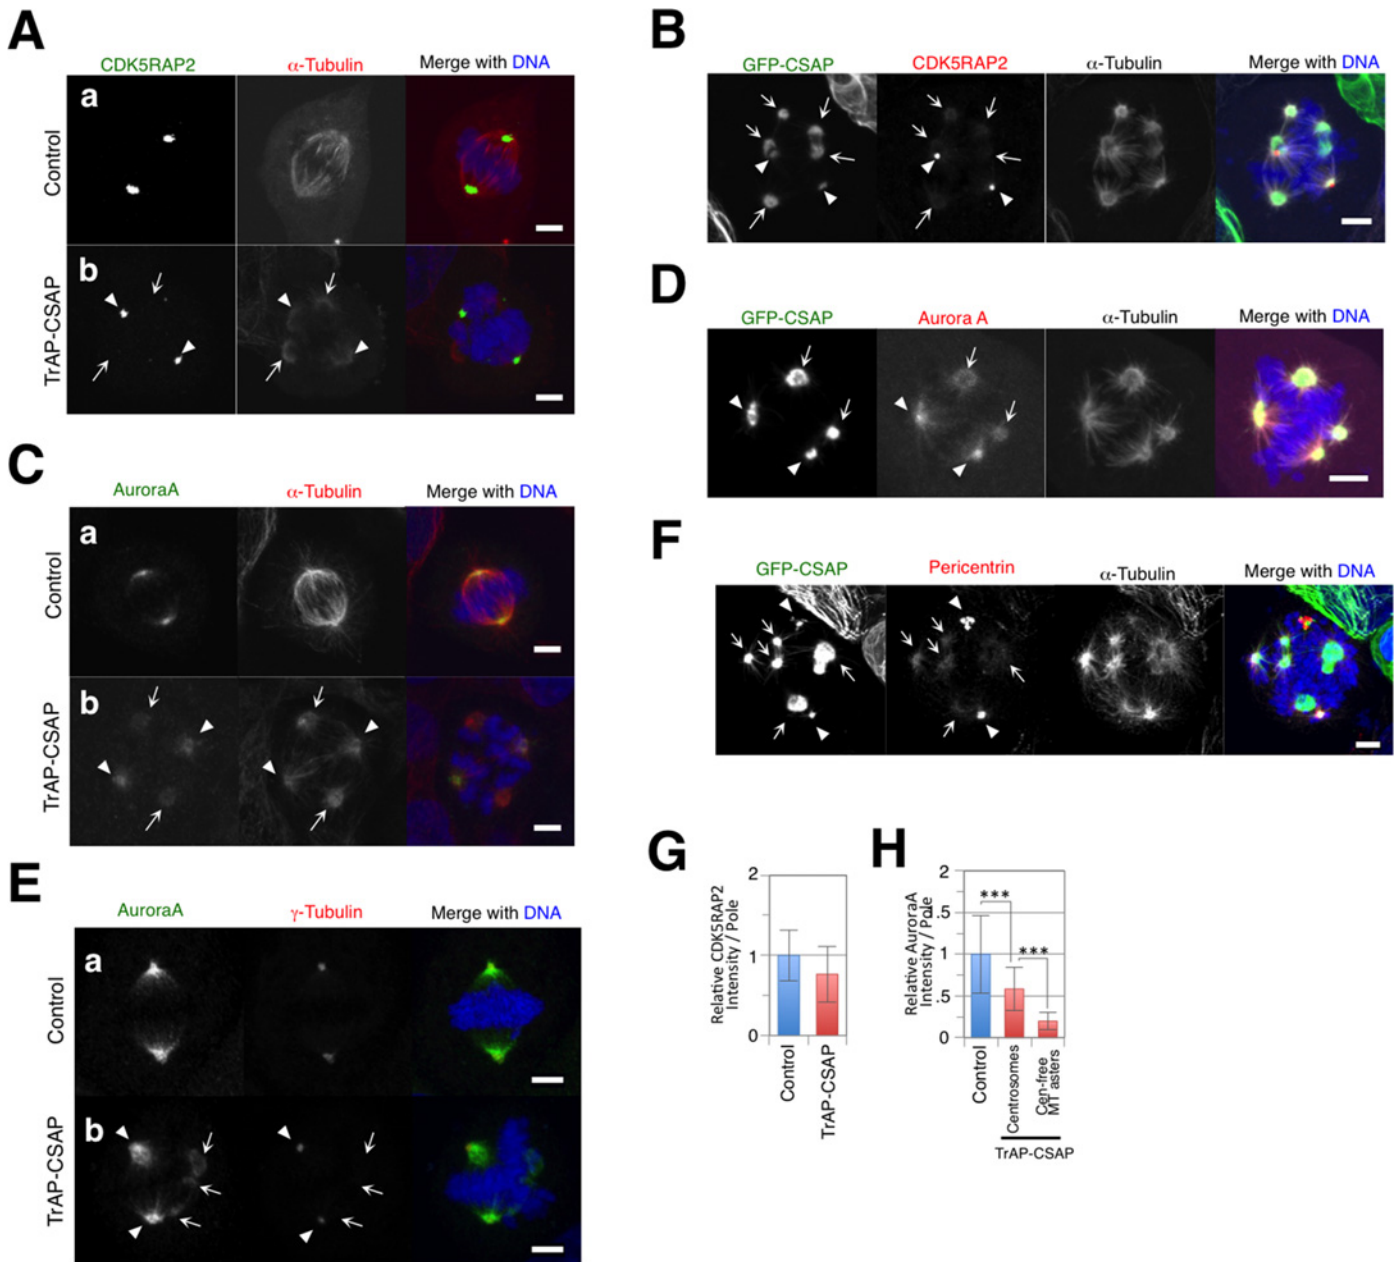 A
CDK5RAP2 α-Tubulin Merge with DNA
a
Control
b
TrAP-CSAP
B
GFP-CSAP CDK5RAP2 α-Tubulin Merge with DNA
C
AuroraA α-Tubulin Merge with DNA
a
Control
b
TrAP-CSAP
D
GFP-CSAP Aurora A α-Tubulin Merge with DNA
E
AuroraA γ-Tubulin Merge with DNA
a
Control
b
TrAP-CSAP
F
GFP-CSAP Pericentrin α-Tubulin Merge with DNA
G
Relative CDK5RAP2
Intensity / Pole
2
1
0
Control
TrAP-CSAP
H
Relative AuroraA
Intensity / Pole
2
1.5
1
.5
0
***
***
Control
Centrosomes
Cen-free
MT asters
TrAP-CSAP